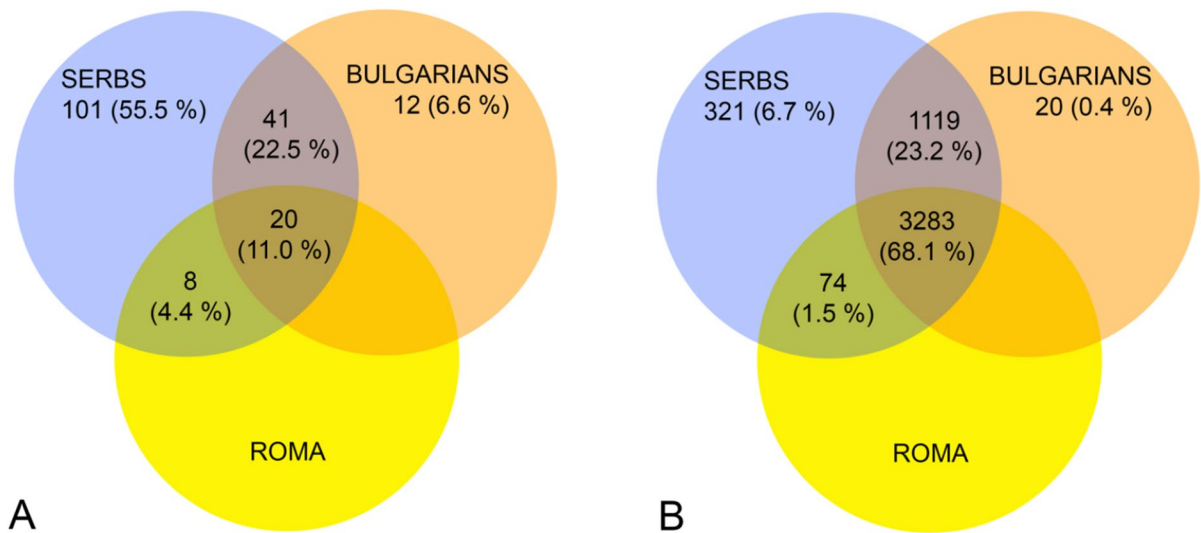 SERBS
101 (55.5 %)
BULGARIANS
12 (6.6 %)
41
(22.5 %)
20
(11.0 %)
8
(4.4 %)
ROMA
A
SERBS
321 (6.7 %)
BULGARIANS
20 (0.4 %)
1119
(23.2 %)
3283
(68.1 %)
74
(1.5 %)
ROMA
B